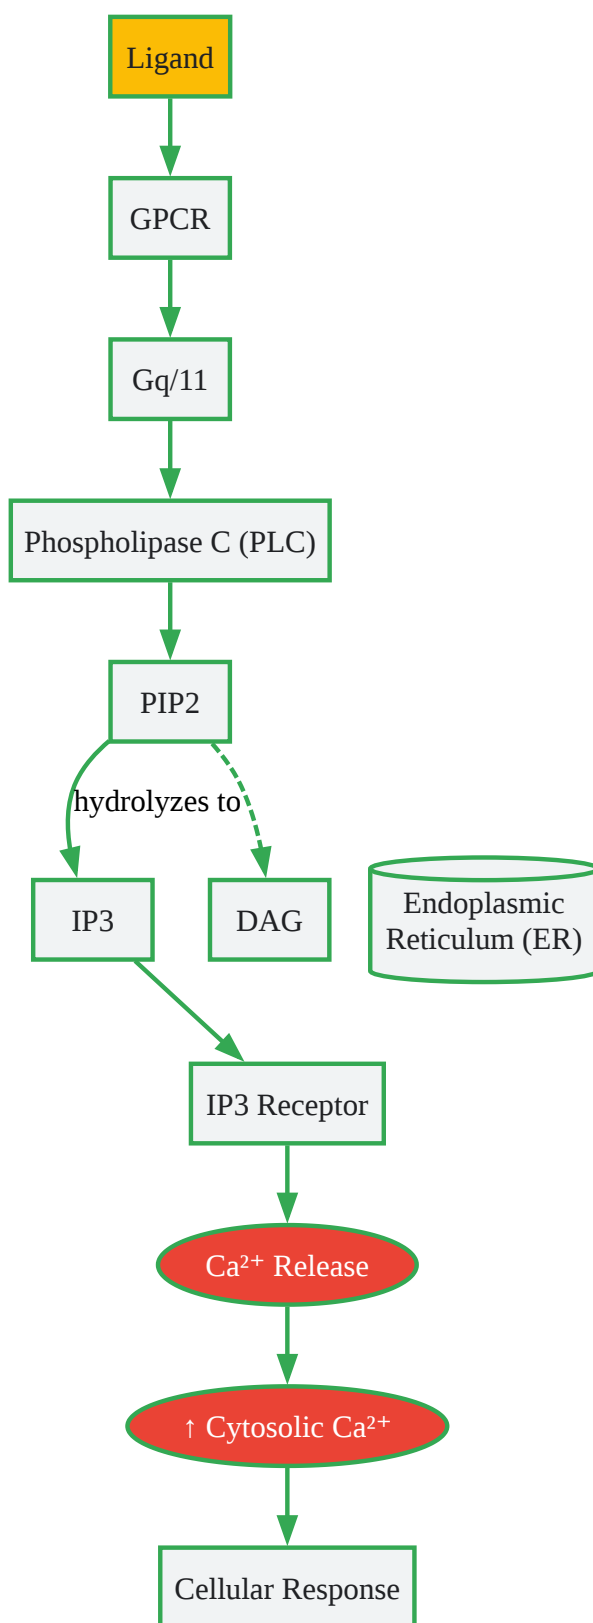 Ligand
GPCR
Gq/11
Phospholipase C (PLC)
PIP2
hydrolyzes to
IP3
DAG
Endoplasmic
Reticulum (ER)
IP3 Receptor
Ca²⁺ Release
↑ Cytosolic Ca²⁺
Cellular Response